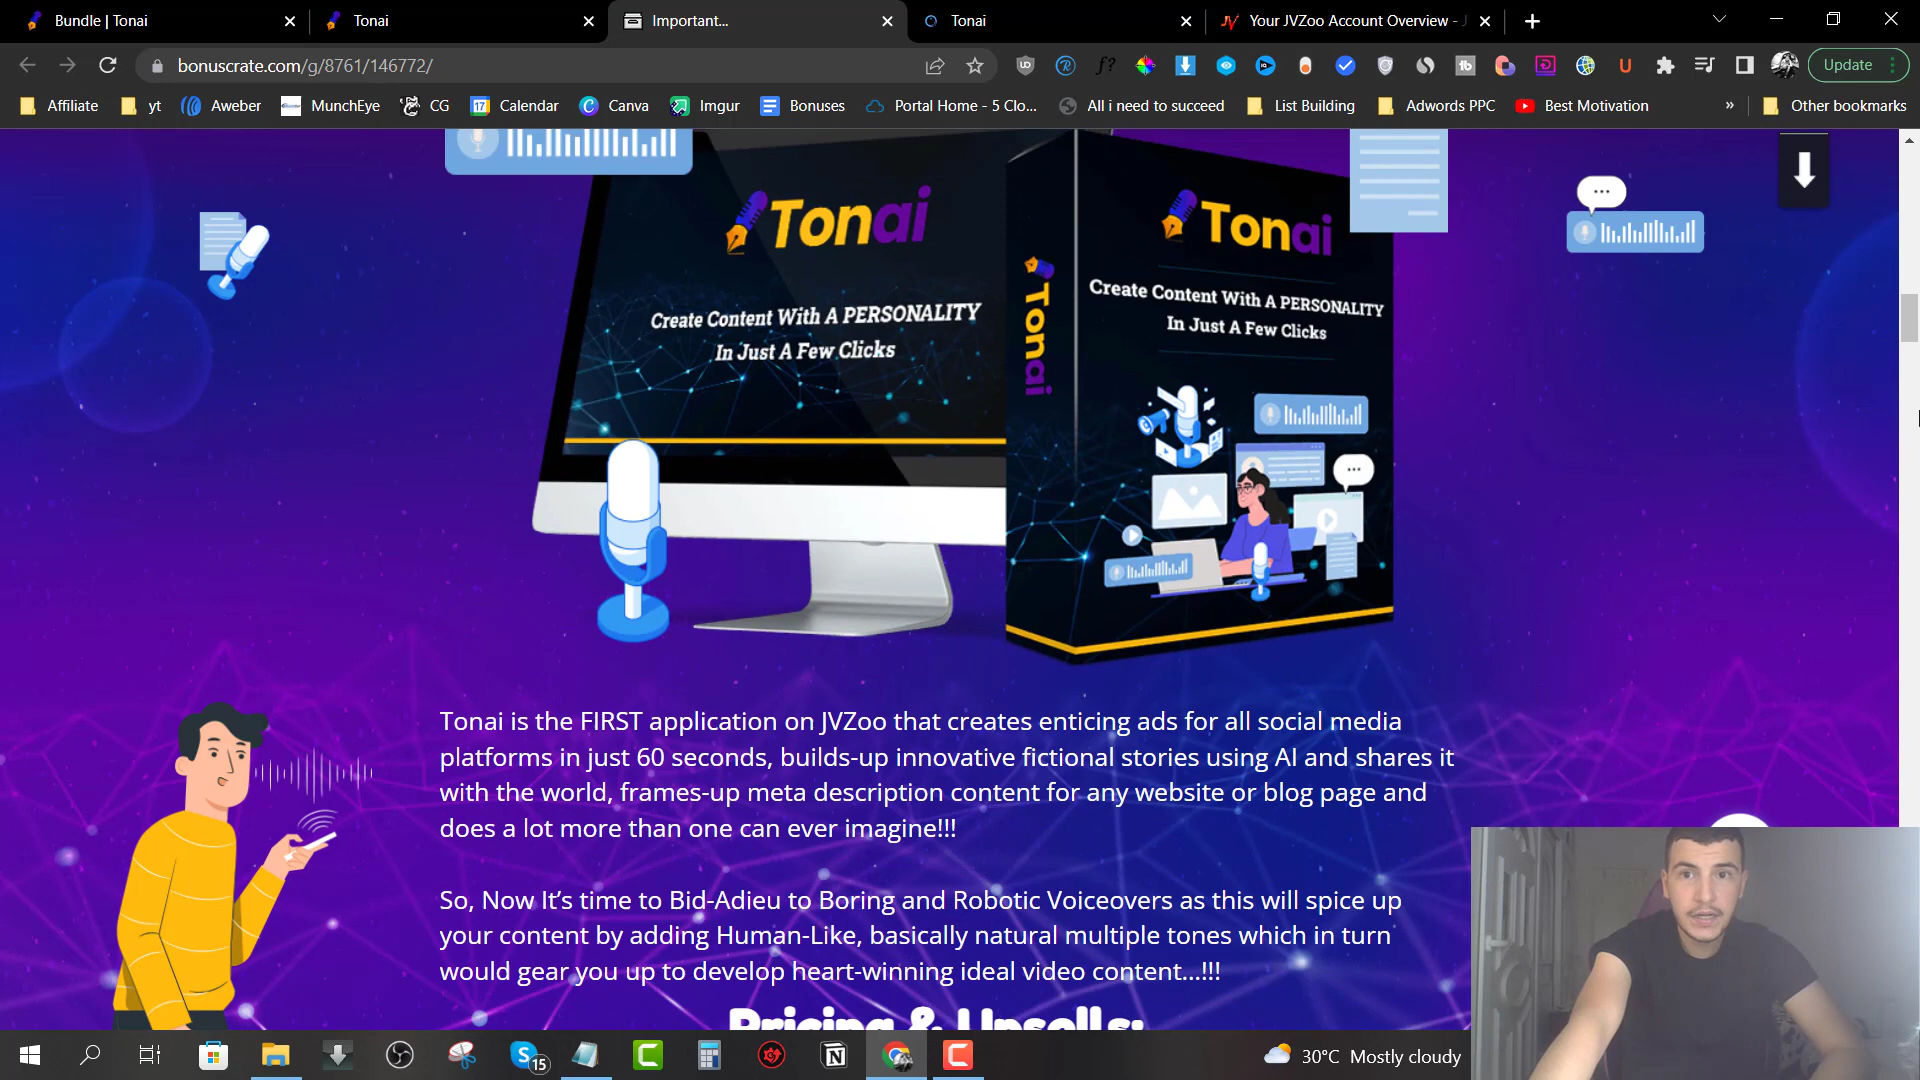 Bundle | Tonai
Tonai
Important...
Tonai
Your JVZoo Account Overview - J
bonuscrate.com/g/8761/146772/
Update
Affiliate
yt
Aweber
MunchEye
CG
17
Calendar
Canva
Imgur
Bonuses
Portal Home - 5 Clo...
All i need to succeed
List Building
Adwords PPC
Best Motivation
»
Other bookmarks
Tonai
Create Content With A PERSONALITY
In Just A Few Clicks
Tonai
Tonai
Create Content With A PERSONALITY
In Just A Few Clicks
Tonai is the FIRST application on JVZoo that creates enticing ads for all social media
platforms in just 60 seconds, builds-up innovative fictional stories using AI and shares it
with the world, frames-up meta description content for any website or blog page and
does a lot more than one can ever imagine!!!
So, Now It’s time to Bid-Adieu to Boring and Robotic Voiceovers as this will spice up
your content by adding Human-Like, basically natural multiple tones which in turn
would gear you up to develop heart-winning ideal video content...!!!
Pricing & Upsells:
15
30°C Mostly cloudy